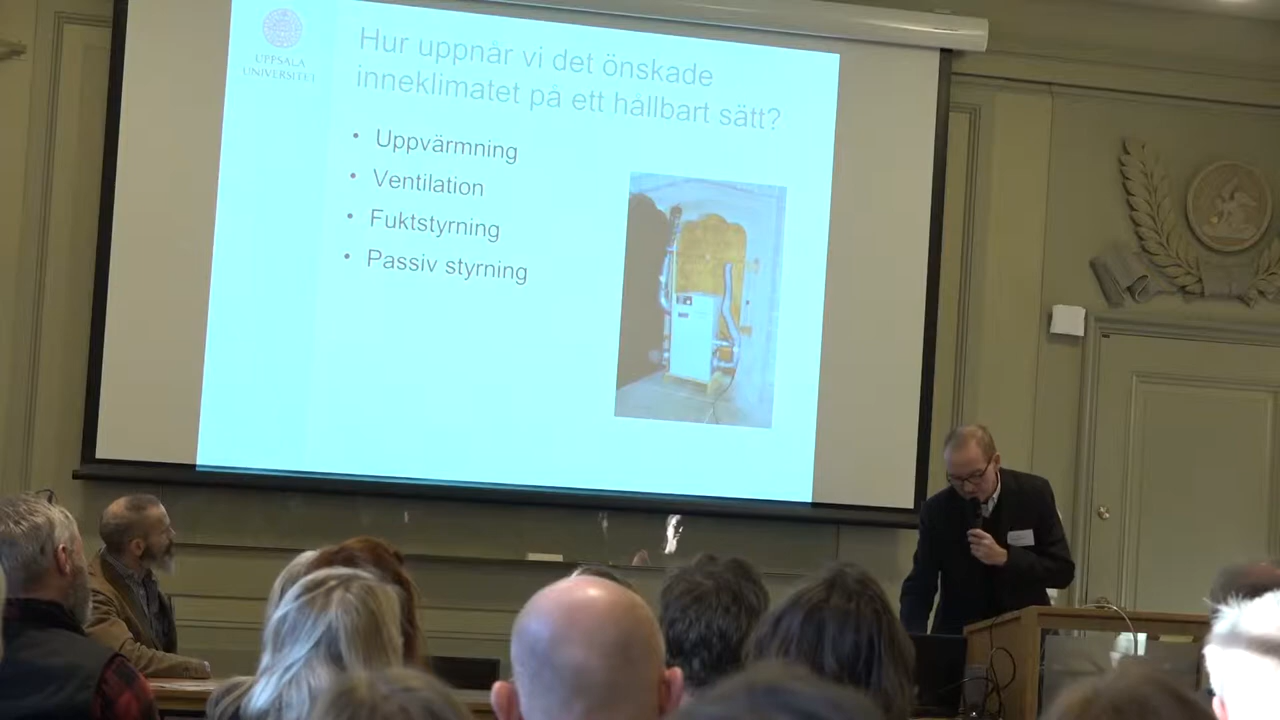 UPPSALA
UNIVERSITET
Hur uppnår vi det önskade
inneklimatet på ett hållbart sätt?
• Uppvärmning
• Ventilation
• Fuktstyrning
• Passiv styrning